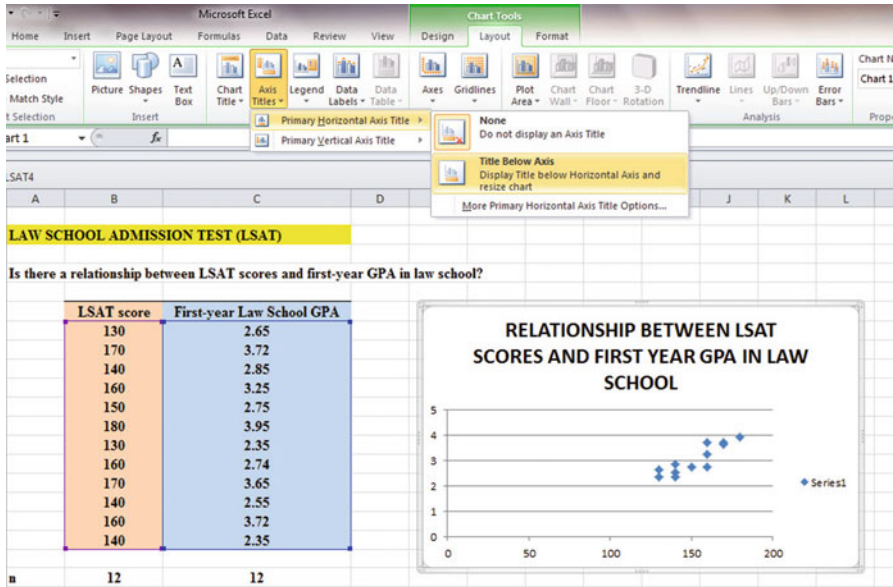 Microsoft Excel
Chart Tools
Home Insert Page Layout Formulas Data Review View Design Layout Format
Selection
Match Style
t Selection
Picture Shapes Text Box
Insert
Chart Title Axis Titles Legend Data Labels Data Table
Axes Gridlines
Plot Area Chart Wall Chart Floor 3-D Rotation
Trendline Lines Up/Down Bars Error Bars
Analysis
Chart N
Chart 1
Prope
Primary Horizontal Axis Title
Primary Vertical Axis Title
None
Do not display an Axis Title
Title Below Axis
Display Title below Horizontal Axis and
resize chart
More Primary Horizontal Axis Title Options...
art 1 fx
SAT4
A B C D J K L
LAW SCHOOL ADMISSION TEST (LSAT)
Is there a relationship between LSAT scores and first-year GPA in law school?
LSAT score First-year Law School GPA
130 2.65
170 3.72
140 2.85
160 3.25
150 2.75
180 3.95
130 2.35
160 2.74
170 3.65
140 2.55
160 3.72
140 2.35
n 12 12
RELATIONSHIP BETWEEN LSAT
SCORES AND FIRST YEAR GPA IN LAW
SCHOOL
5
4
3
2
1
0
0 50 100 150 200
Series1